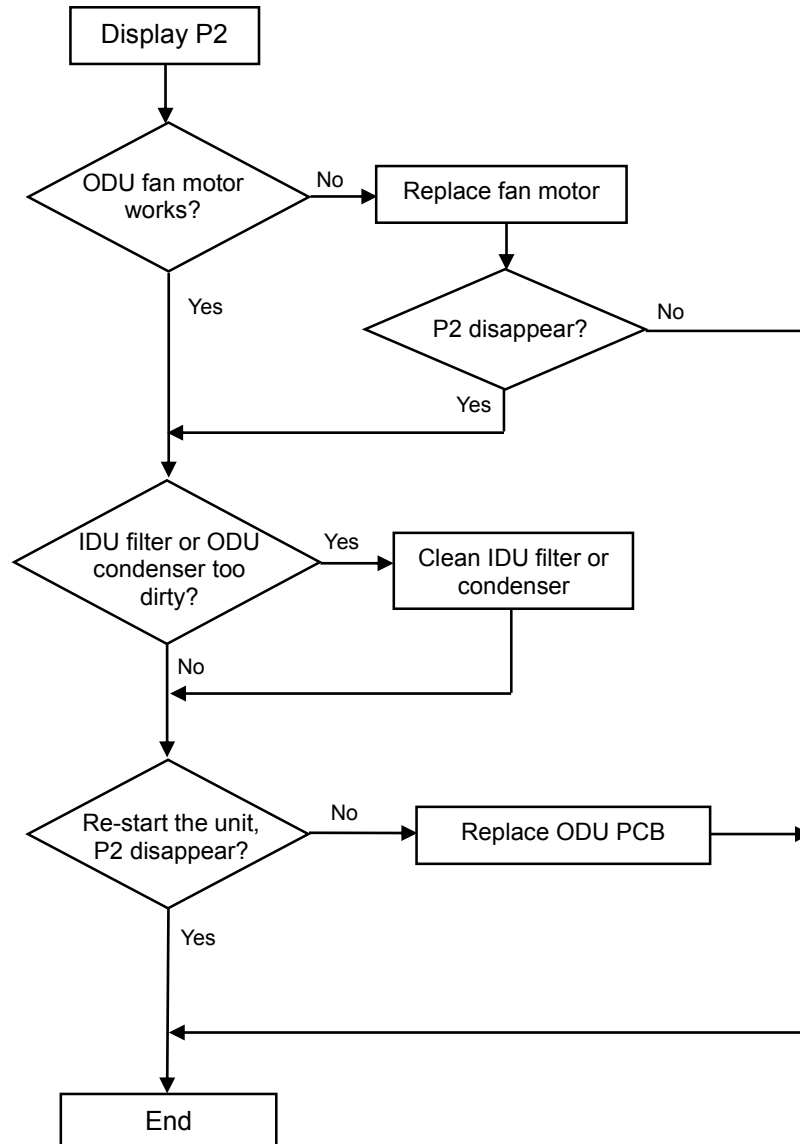 Display P2
ODU fan motor
works?
No
Replace fan motor
Yes
P2 disappear?
No
Yes
IDU filter or ODU
condenser too
dirty?
Yes
Clean IDU filter or
condenser
No
Re-start the unit,
P2 disappear?
No
Replace ODU PCB
Yes
End